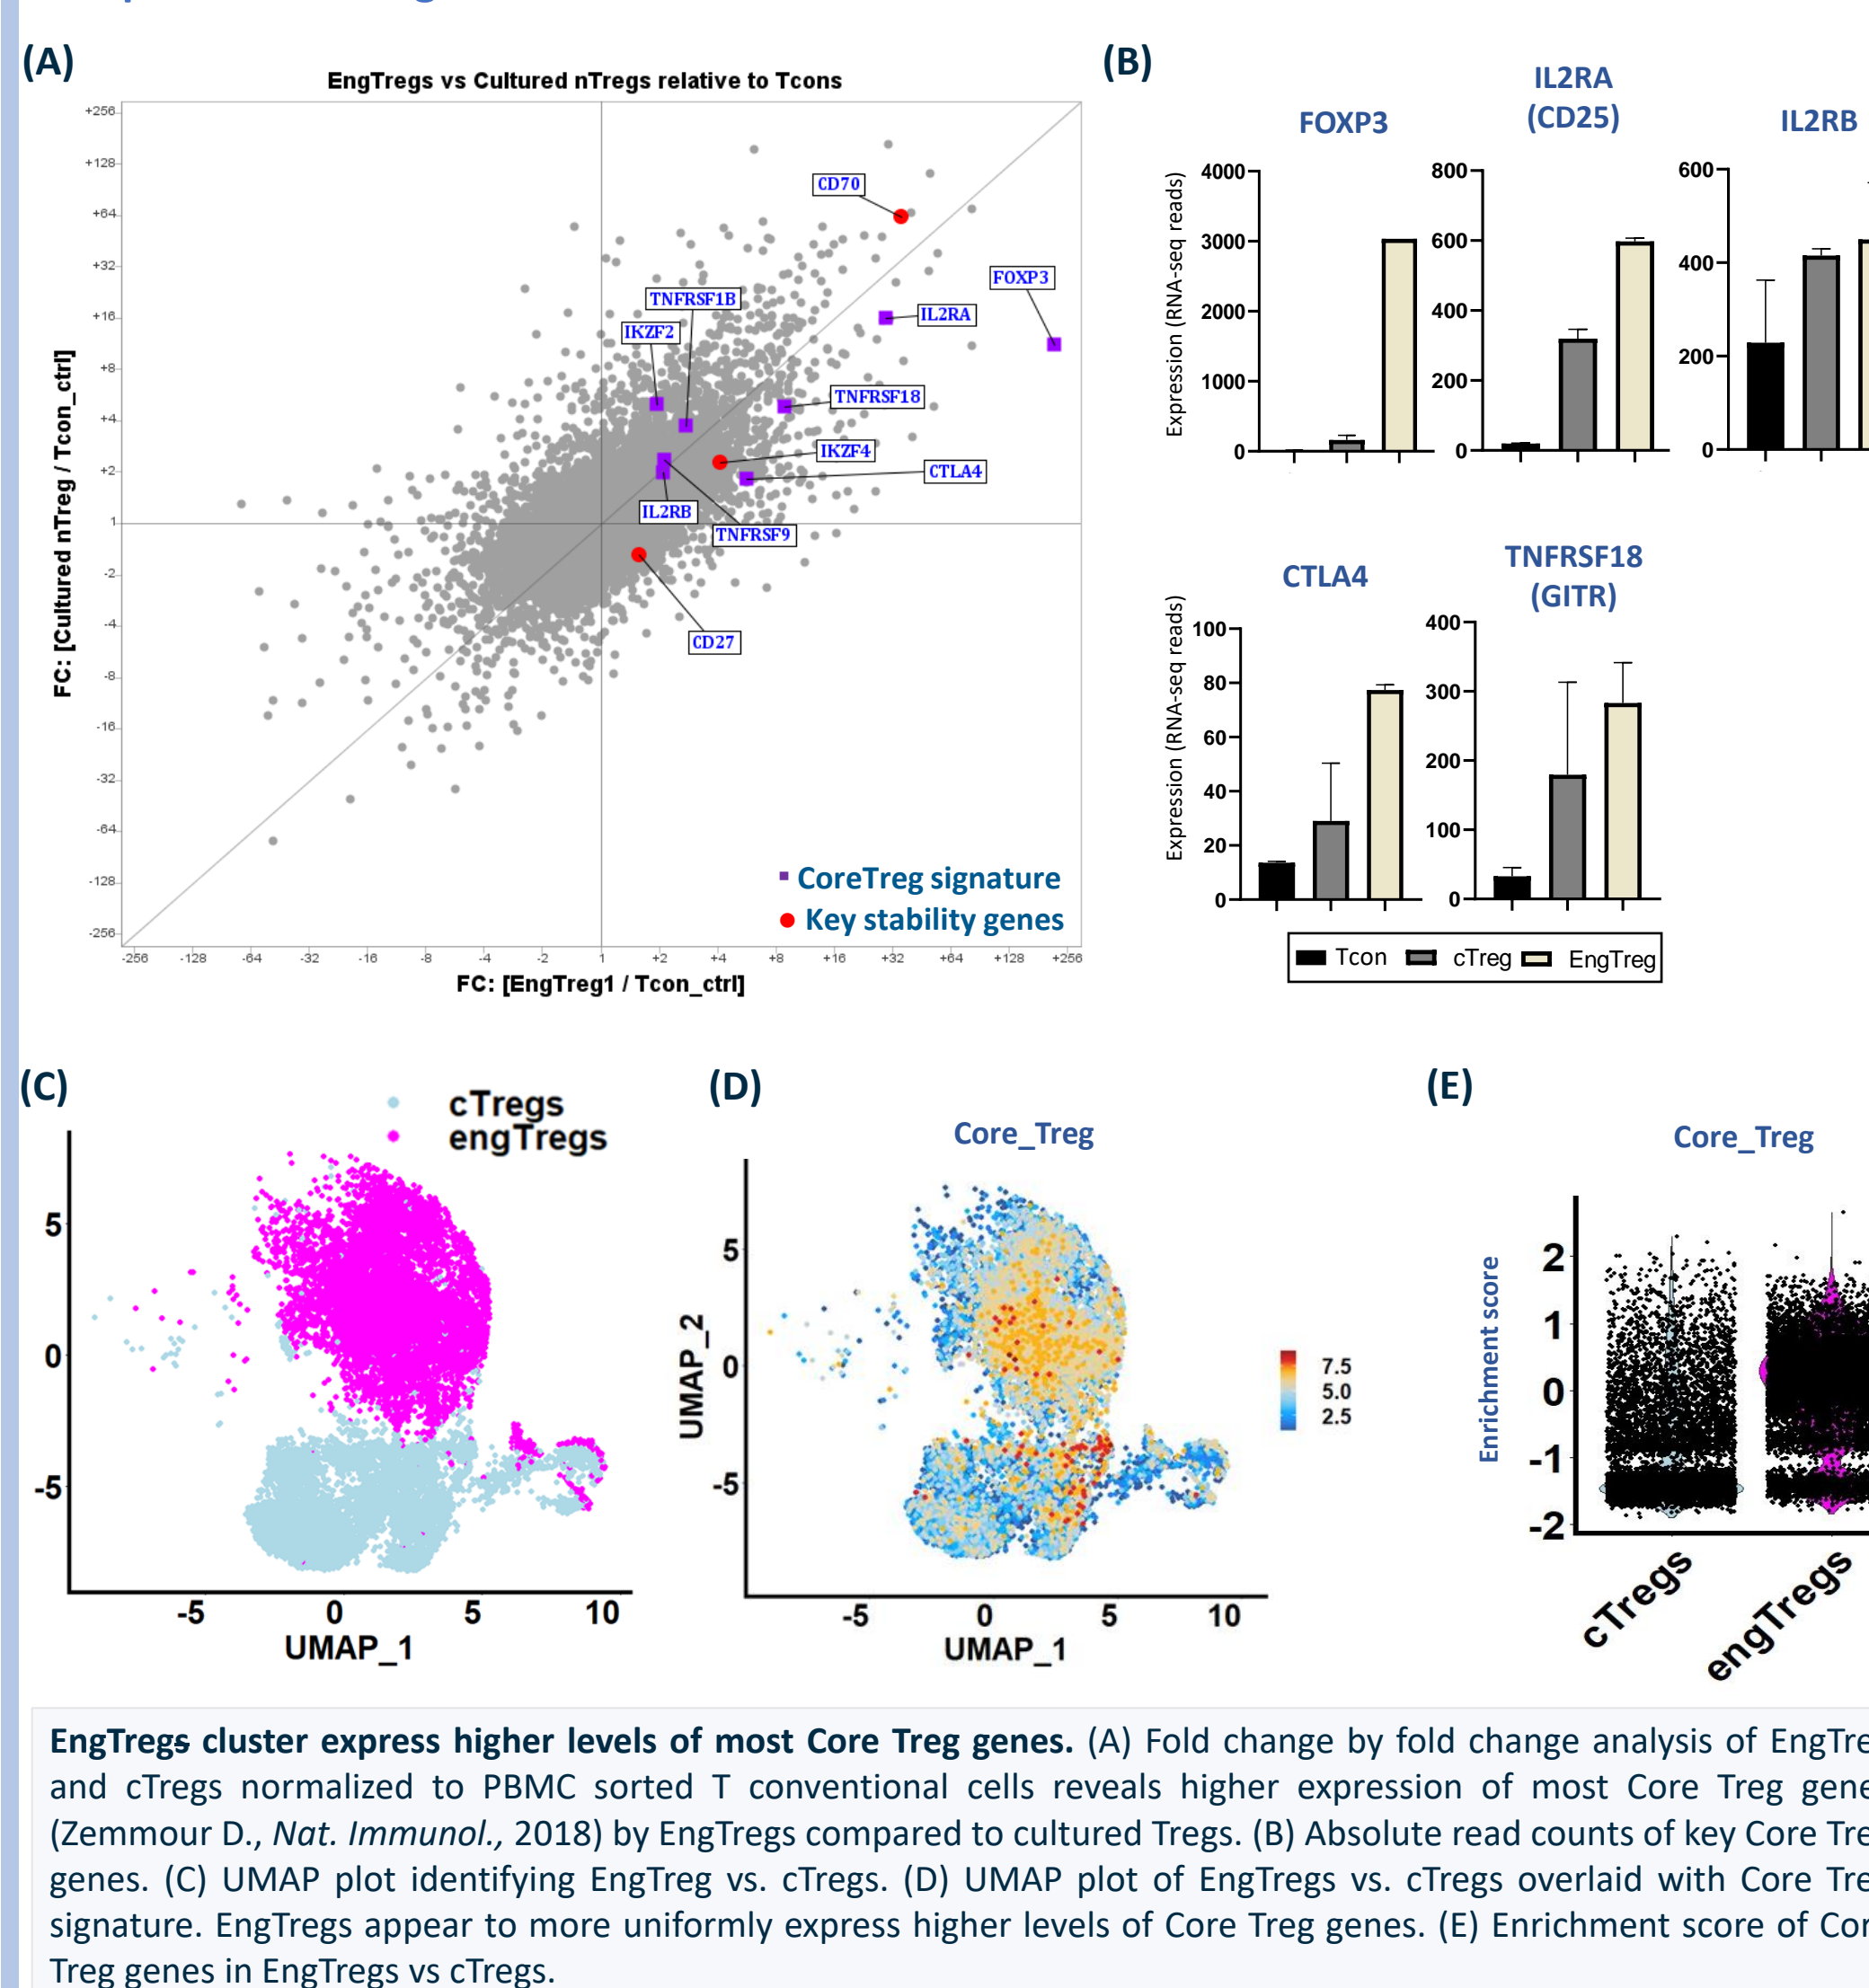 (A)
EngTregs vs Cultured nTregs relative to Tcons
+256
+128
+64
+32
+16
+8
+4
+2
1
-2
-4
-8
-16
-32
-64
-128
-256
FC: [Cultured nTreg / Tcon_ctrl]
CD70
FOXP3
TNFRSF1B
IL2RA
IKZF2
TNFRSF18
IKZF4
CTLA4
IL2RB
TNFRSF9
CD27
CoreTreg signature
Key stability genes
-256 -128 -64 -32 -16 -8 -4 -2 1 +2 +4 +8 +16 +32 +64 +128 +256
FC: [EngTreg1 / Tcon_ctrl]
(B)
FOXP3
Expression (RNA-seq reads)
4000
3000
2000
1000
0
IL2RA
(CD25)
800
600
400
200
0
IL2RB
600
400
200
0
CTLA4
Expression (RNA-seq reads)
100
80
60
40
20
0
TNFRSF18
(GITR)
400
300
200
100
0
Tcon cTreg EngTreg
(C)
cTregs
engTregs
5
0
-5
-5 0 5 10
UMAP_1
(D)
Core_Treg
UMAP_2
5
0
-5
-5 0 5 10
UMAP_1
7.5
5.0
2.5
(E)
Core_Treg
Enrichment score
2
1
0
-1
-2
cTregs
engTregs
EngTregs cluster express higher levels of most Core Treg genes. (A) Fold change by fold change analysis of EngTre
and cTregs normalized to PBMC sorted T conventional cells reveals higher expression of most Core Treg gene
(Zemmour D., Nat. Immunol., 2018) by EngTregs compared to cultured Tregs. (B) Absolute read counts of key Core Tre
genes. (C) UMAP plot identifying EngTreg vs. cTregs. (D) UMAP plot of EngTregs vs. cTregs overlaid with Core Tre
signature. EngTregs appear to more uniformly express higher levels of Core Treg genes. (E) Enrichment score of Cor
Treg genes in EngTregs vs cTregs.